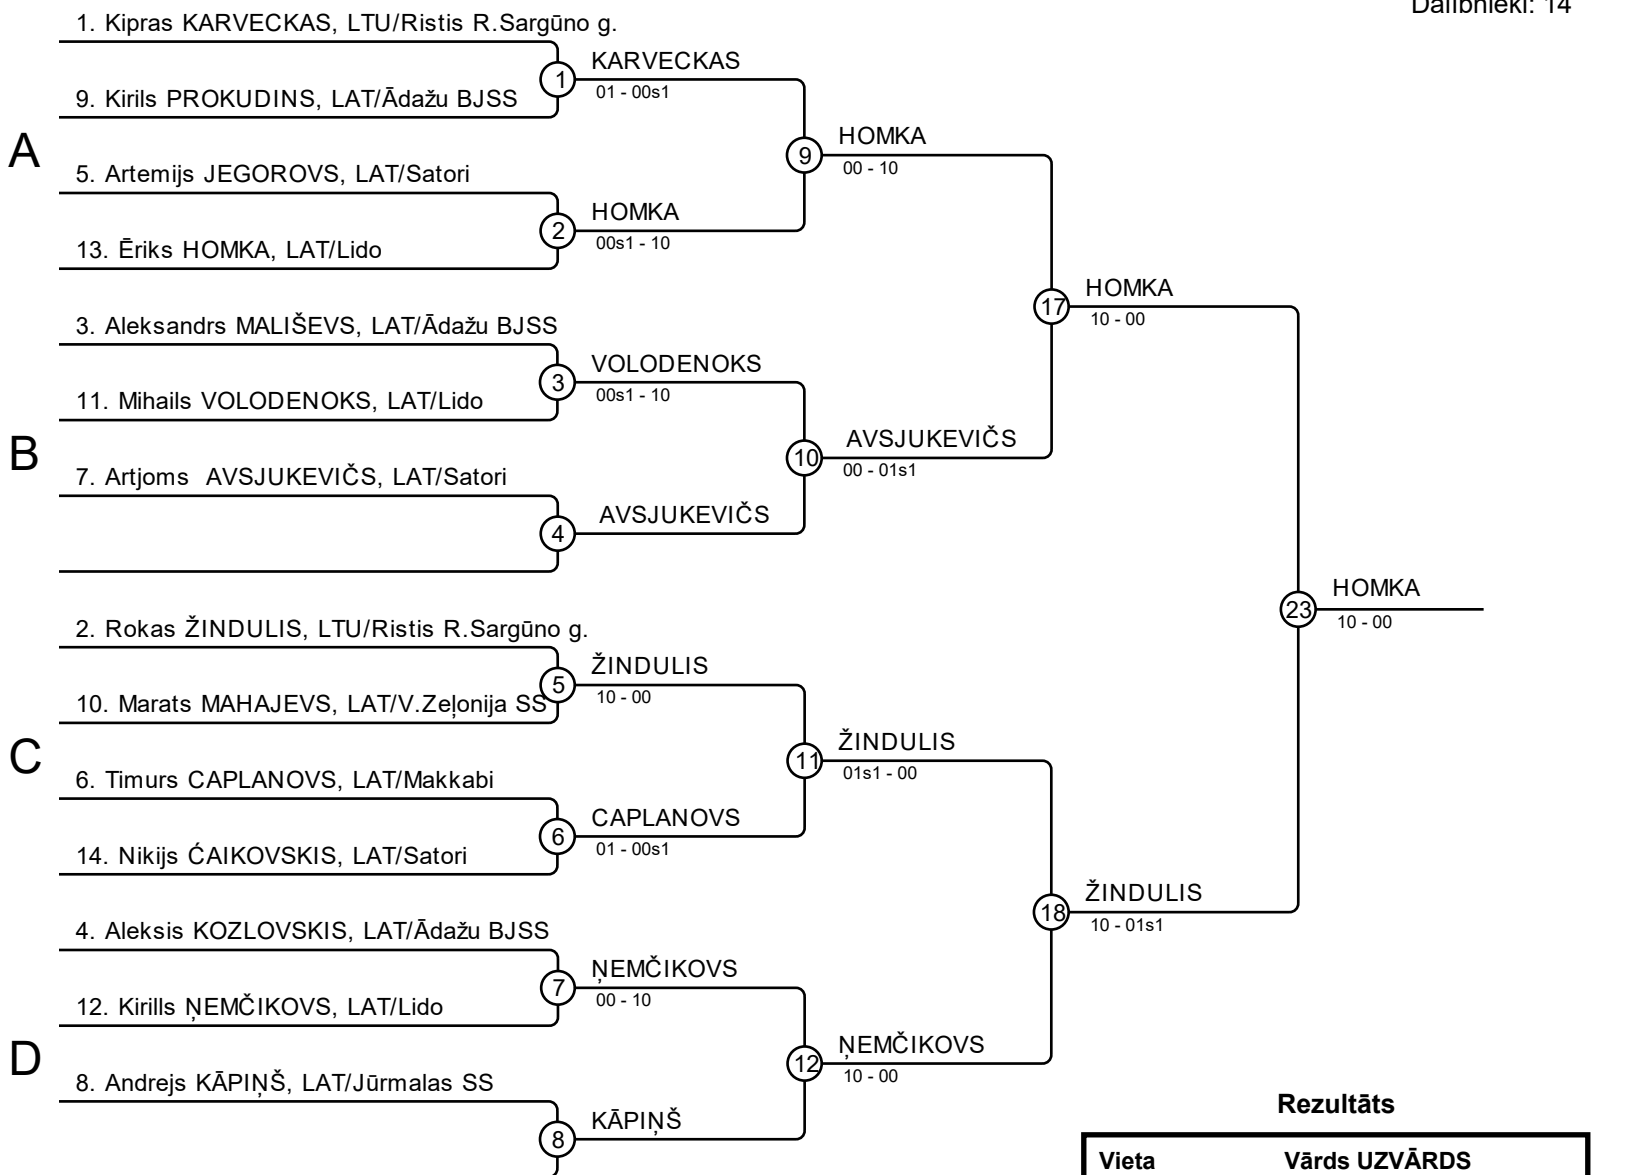 Dalībnieki: 14
1. Kipras KARVECKAS, LTU/Ristis R.Sargūno g.
KARVECKAS
1
01 - 00s1
9. Kirils PROKUDINS, LAT/Ādažu BJSS
A
HOMKA
9
00 - 10
5. Artemijs JEGOROVS, LAT/Satori
HOMKA
2
00s1 - 10
13. Ēriks HOMKA, LAT/Lido
HOMKA
17
10 - 00
3. Aleksandrs MALIŠEVS, LAT/Ādažu BJSS
VOLODENOKS
3
00s1 - 10
11. Mihails VOLODENOKS, LAT/Lido
B
AVSJUKEVIČS
10
00 - 01s1
7. Artjoms  AVSJUKEVIČS, LAT/Satori
AVSJUKEVIČS
4
HOMKA
23
10 - 00
2. Rokas ŽINDULIS, LTU/Ristis R.Sargūno g.
ŽINDULIS
5
10 - 00
10. Marats MAHAJEVS, LAT/V.Zeļonija SS
C
ŽINDULIS
11
01s1 - 00
6. Timurs CAPLANOVS, LAT/Makkabi
CAPLANOVS
6
01 - 00s1
14. Nikijs ĆAIKOVSKIS, LAT/Satori
ŽINDULIS
18
10 - 01s1
4. Aleksis KOZLOVSKIS, LAT/Ādažu BJSS
ŅEMČIKOVS
7
00 - 10
12. Kirills ŅEMČIKOVS, LAT/Lido
D
ŅEMČIKOVS
12
10 - 00
8. Andrejs KĀPIŅŠ, LAT/Jūrmalas SS
KĀPIŅŠ
8
Rezultāts
Vieta Vārds UZVĀRDS